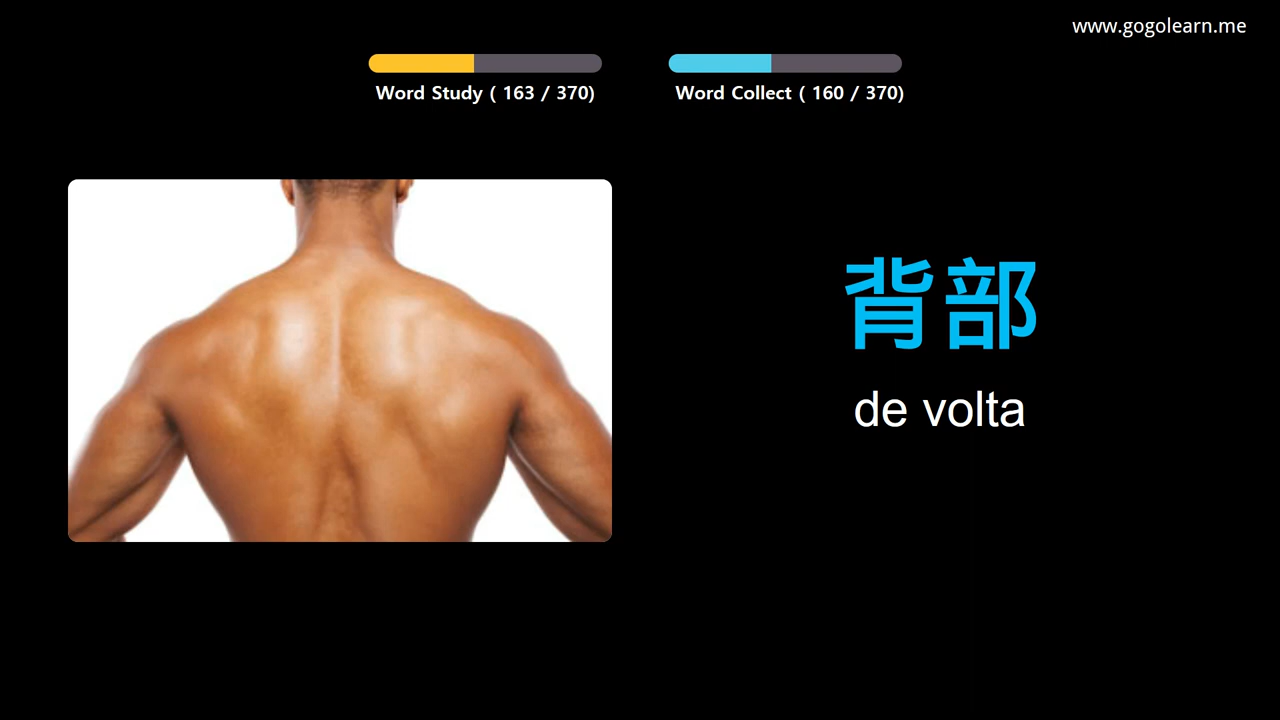 www.gogolearn.me
Word Study ( 163 / 370)
Word Collect ( 160 / 370)
背部
de volta